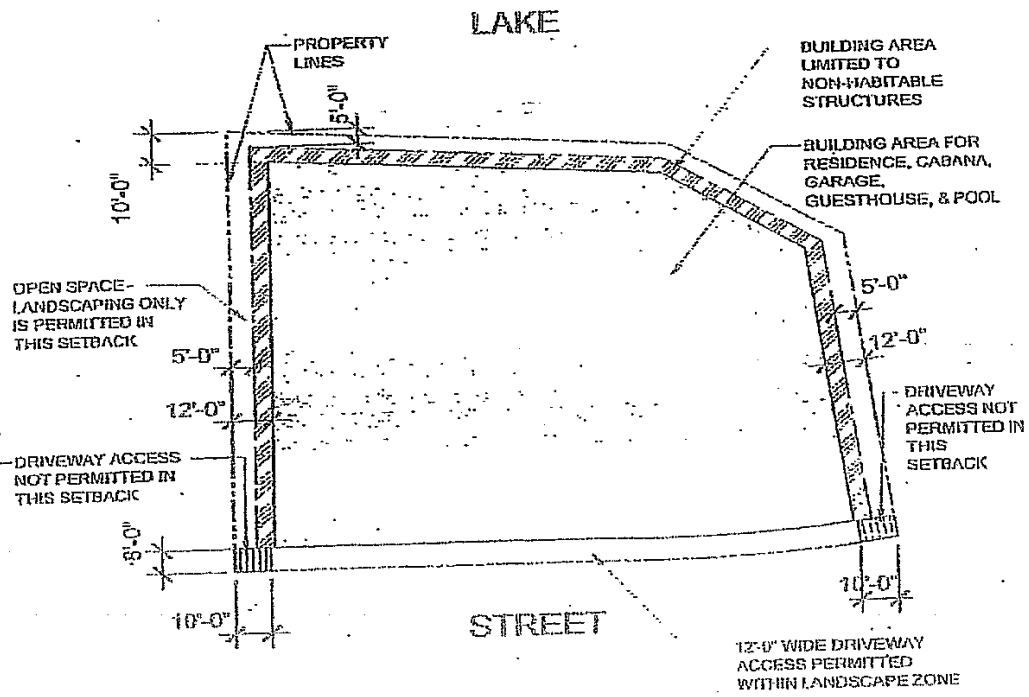 LAKE
PROPERTY
LINES
5'-0"
BUILDING AREA
LIMITED TO
NON-HABITABLE
STRUCTURES
BUILDING AREA FOR
RESIDENCE, CABANA,
GARAGE,
GUESTHOUSE, & POOL
10'-0"
OPEN SPACE-
LANDSCAPING ONLY
IS PERMITTED IN
THIS SETBACK
5'-0"
5'-0"
12'-0"
12'-0"
DRIVEWAY
ACCESS NOT
PERMITTED IN
THIS
SETBACK
DRIVEWAY ACCESS
NOT PERMITTED IN
THIS SETBACK
8'-0"
10'-0"
10'-0"
STREET
12'-0" WIDE DRIVEWAY
ACCESS PERMITTED
WITHIN LANDSCAPE ZONE